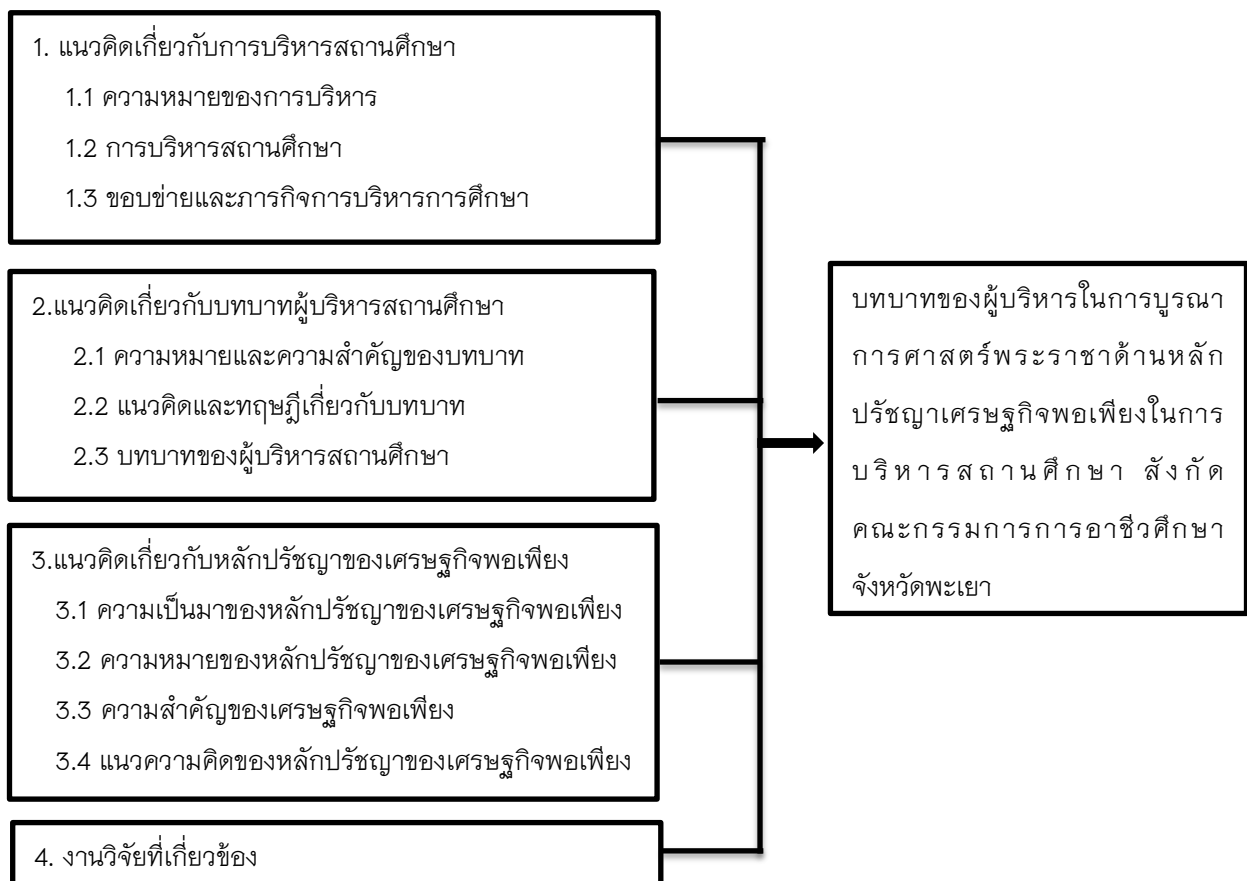 1. แนวคิดเกี่ยวกับการบริหารสถานศึกษา
1.1 ความหมายของการบริหาร
1.2 การบริหารสถานศึกษา
1.3 ขอบข่ายและภารกิจการบริหารการศึกษา
2.แนวคิดเกี่ยวกับบทบาทผู้บริหารสถานศึกษา
2.1 ความหมายและความสำคัญของบทบาท
2.2 แนวคิดและทฤษฎีเกี่ยวกับบทบาท
2.3 บทบาทของผู้บริหารสถานศึกษา
3.แนวคิดเกี่ยวกับหลักปรัชญาของเศรษฐกิจพอเพียง
3.1 ความเป็นมาของหลักปรัชญาของเศรษฐกิจพอเพียง
3.2 ความหมายของหลักปรัชญาของเศรษฐกิจพอเพียง
3.3 ความสำคัญของเศรษฐกิจพอเพียง
3.4 แนวความคิดของหลักปรัชญาของเศรษฐกิจพอเพียง
4. งานวิจัยที่เกี่ยวข้อง
บทบาทของผู้บริหารในการบูรณา
การศาสตร์พระราชาด้านหลัก
ปรัชญาเศรษฐกิจพอเพียงในการ
บริหารสถานศึกษา สังกัด
คณะกรรมการการอาชีวศึกษา
จังหวัดพะเยา